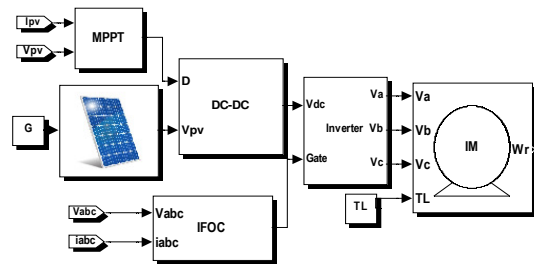 Ipv
Vpv
MPPT
G
D
DC-DC
Vpv
Vabc
iabc
Vabc
iabc
IFOC
Vdc
Inverter
Gate
Va
Vb
Vc
TL
Va
Vb
Vc
TL
IM
Wr